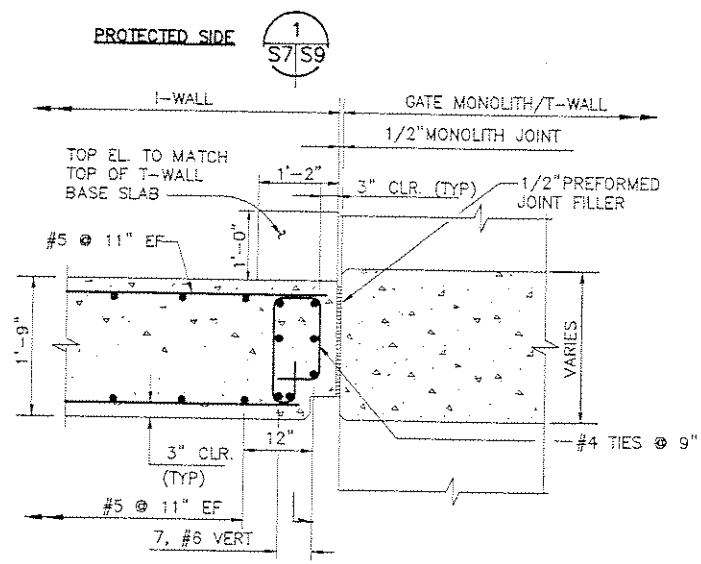 PROTECTED SIDE
1
S7 S9
I-WALL
GATE MONOLITH/T-WALL
1/2" MONOLITH JOINT
TOP EL. TO MATCH
TOP OF T-WALL
BASE SLAB
1'-2"
3" CLR. (TYP)
1/2" PREFORMED
JOINT FILLER
#5 @ 11" EF
1'-0"
1'-9"
VARIES
12"
#4 TIES @ 9"
3" CLR.
(TYP)
#5 @ 11" EF
7, #6 VERT